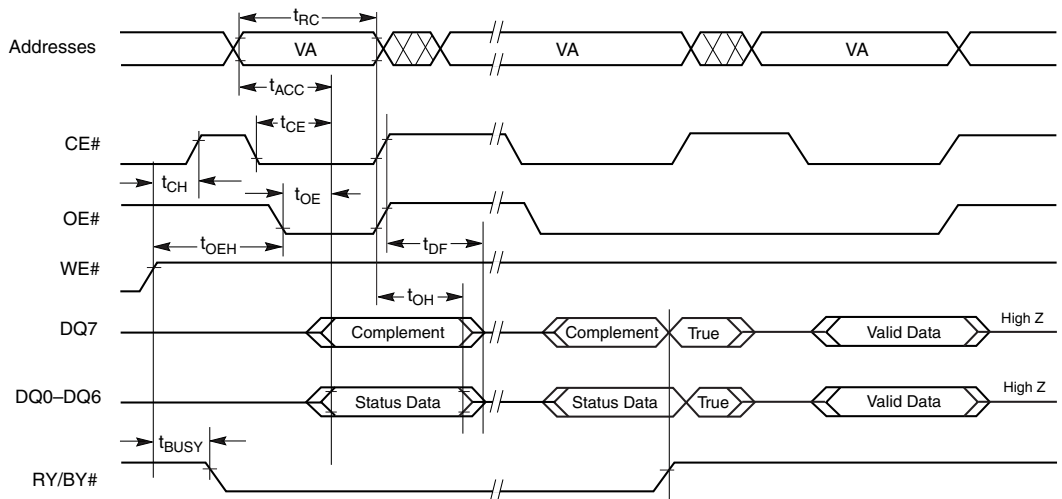 tRC
Addresses VA VA VA
tACC
tCE
CE#
tCH
tOE
OE#
tOEH tDF
WE#
tOH
DQ7 Complement Complement True Valid Data High Z
DQ0–DQ6 Status Data Status Data True Valid Data High Z
tBUSY
RY/BY#